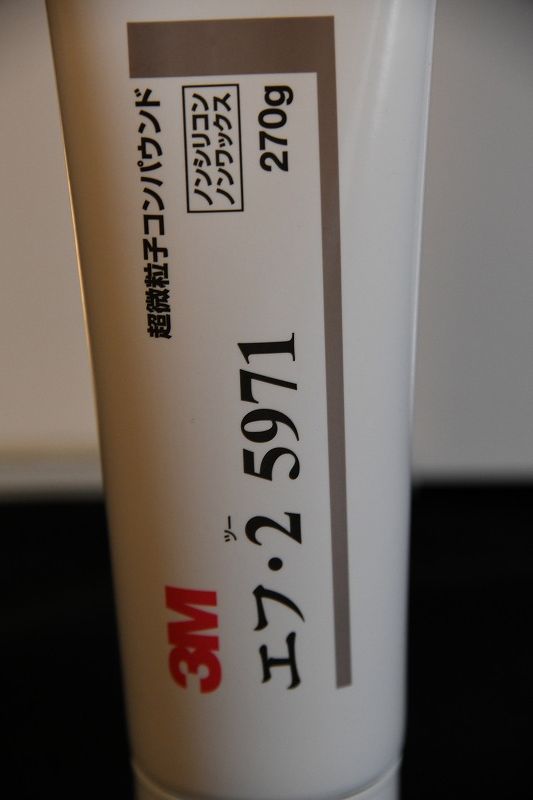 3M
超微粒子コンパウンド
エフ・2 5971
ツー
ノンシリコン
ノンワックス
270g